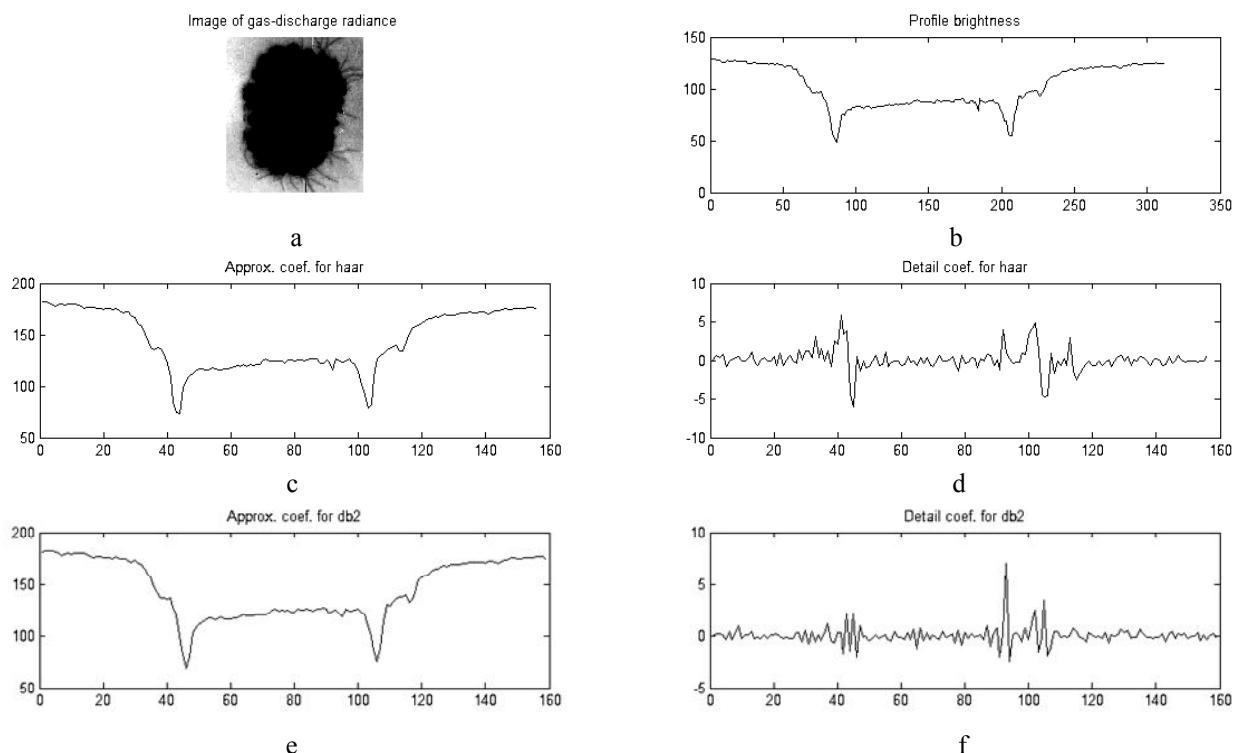 Image of gas-discharge radiance
a
Profile brightness
150
100
50
0
0 50 100 150 200 250 300 350
b
Approx. coef. for haar
200
150
100
50
0 20 40 60 80 100 120 140 160
c
Detail coef. for haar
10
5
0
-5
-10
0 20 40 60 80 100 120 140 160
d
Approx. coef. for db2
200
150
100
50
0 20 40 60 80 100 120 140 160
e
Detail coef. for db2
10
5
0
-5
0 20 40 60 80 100 120 140 160
f